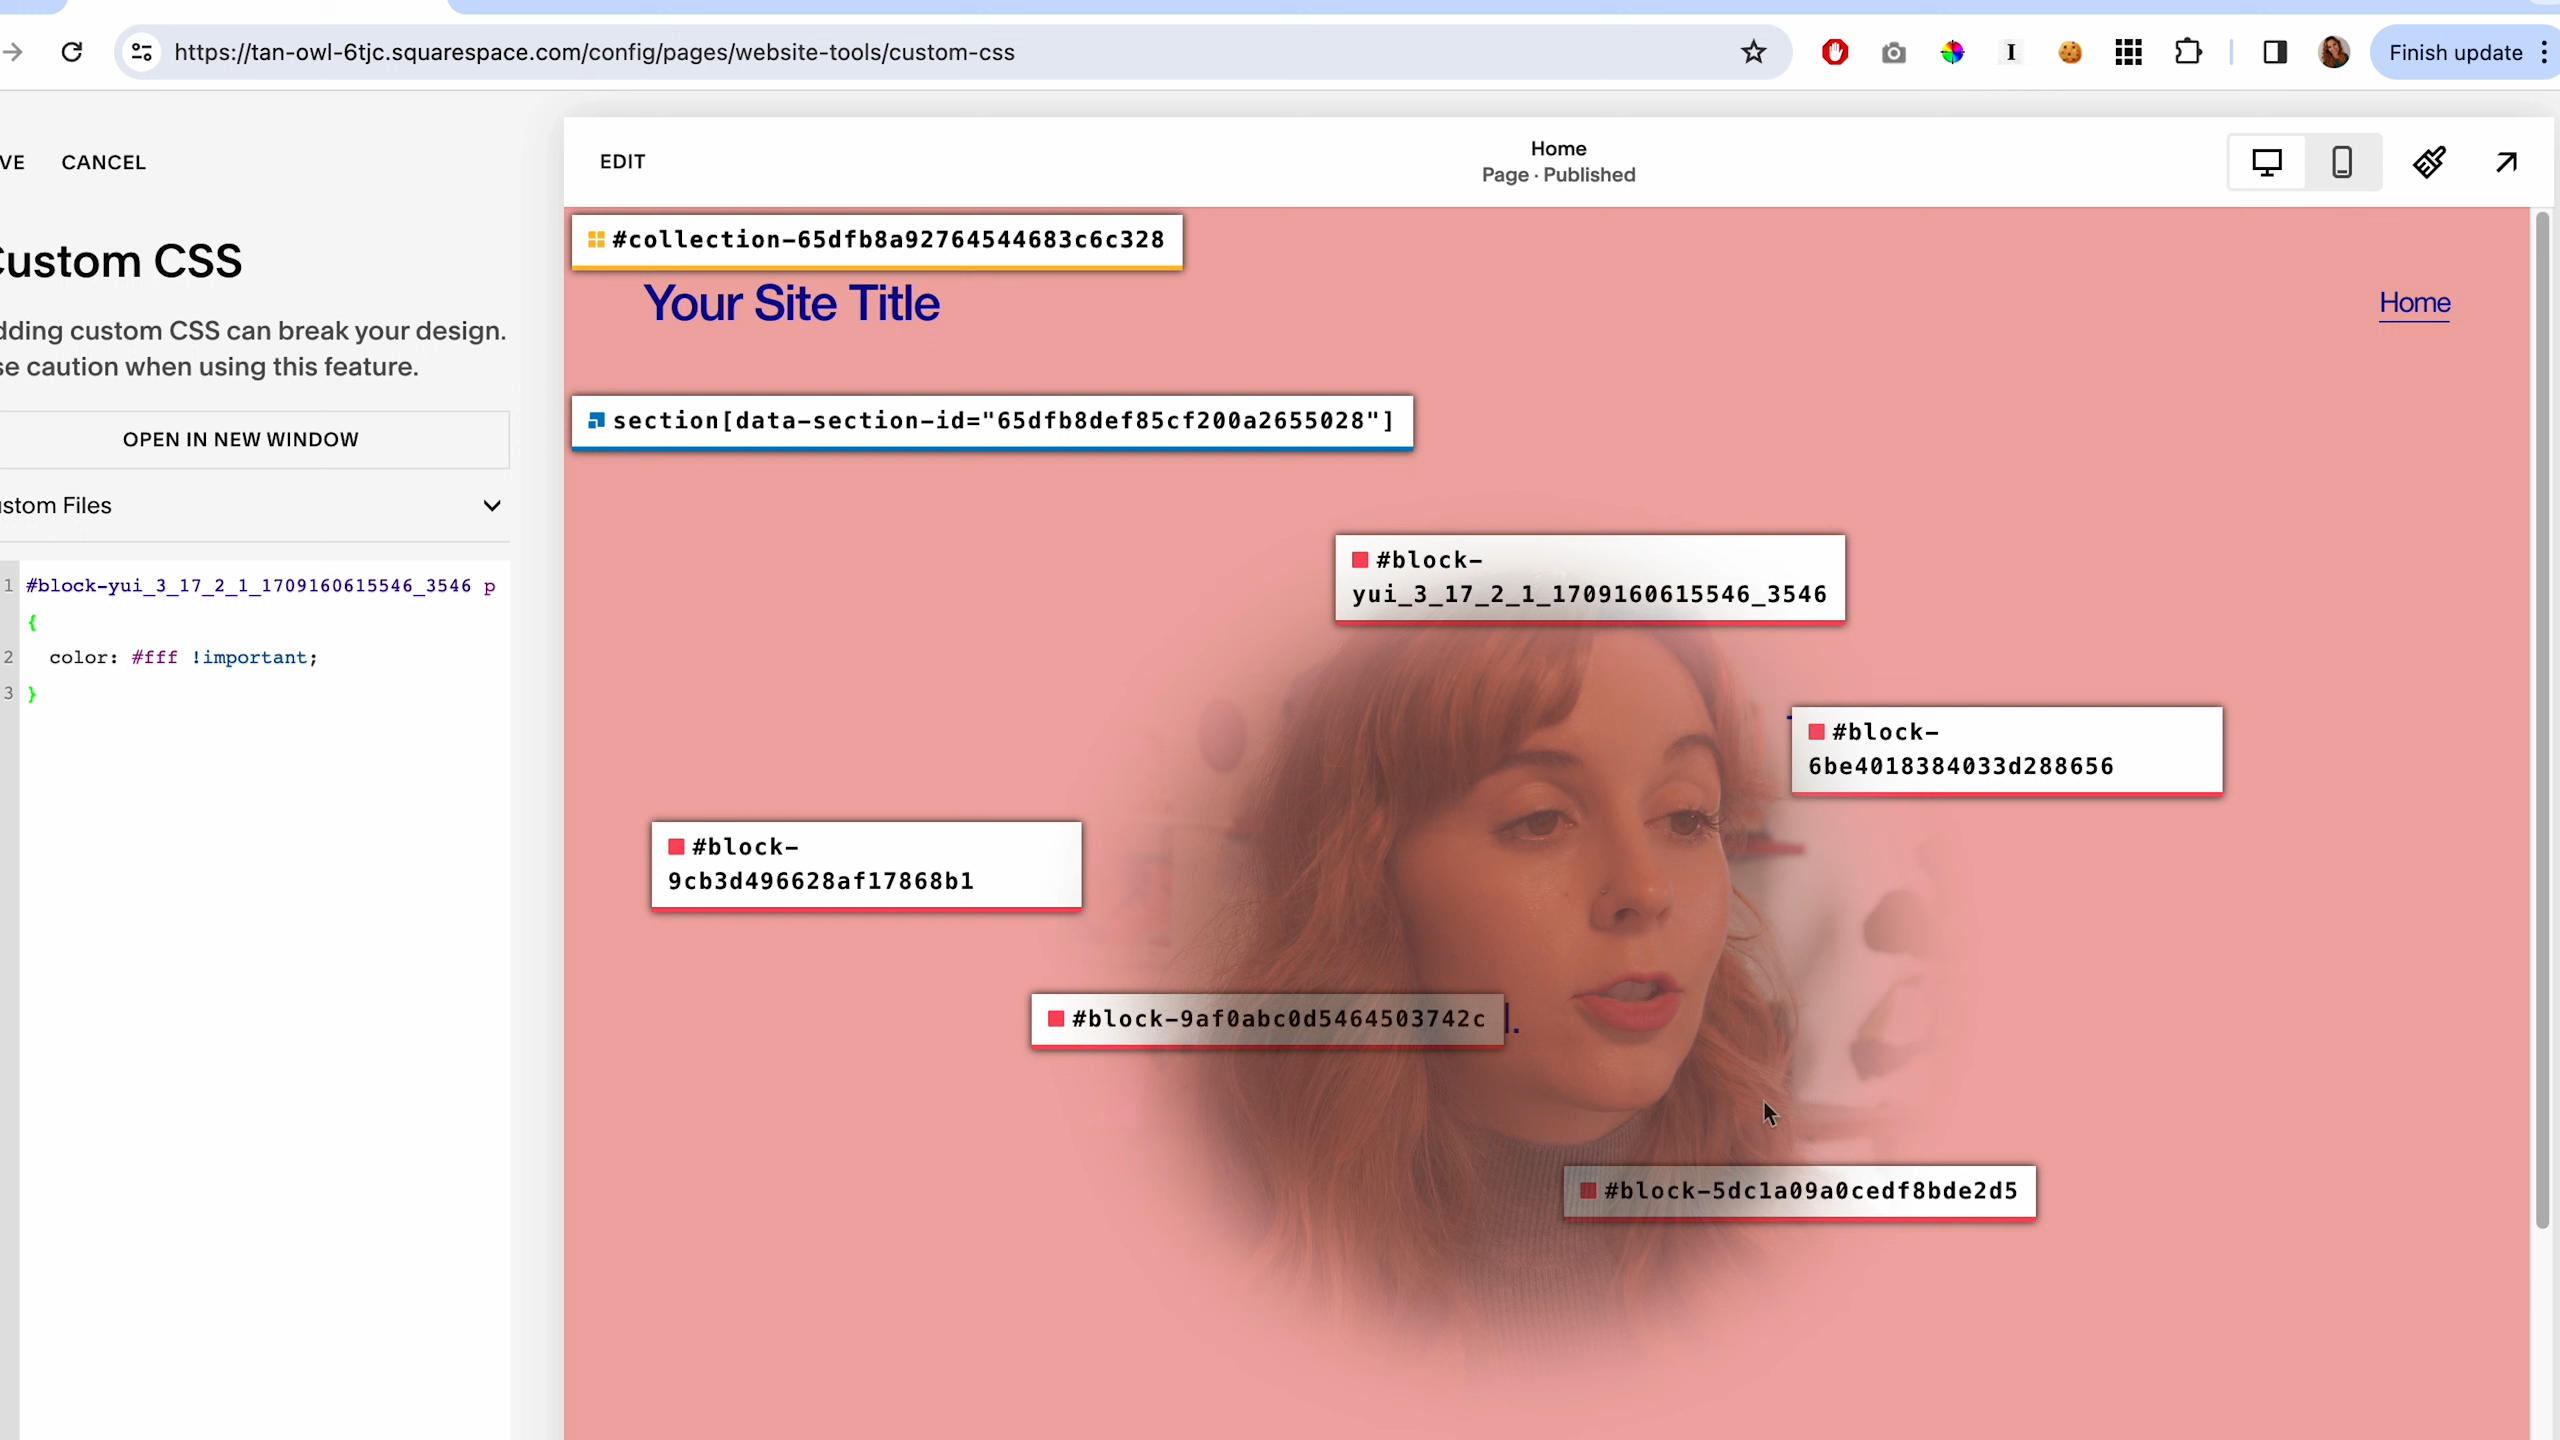 https://tan-owl-6tjc.squarespace.com/config/pages/website-tools/custom-css
Finish update
VE
CANCEL
EDIT
Home
Page · Published
ustom CSS
dding custom CSS can break your design.
se caution when using this feature.
OPEN IN NEW WINDOW
ustom Files
1 #block-yui_3_17_2_1_1709160615546_3546 p
{
2 color: #fff !important;
3 }
#collection-65dfb8a92764544683c6c328
Your Site Title
Home
section[data-section-id="65dfb8def85cf200a2655028"]
#block-
yui_3_17_2_1_1709160615546_3546
#block-
6be4018384033d288656
#block-
9cb3d496628af17868b1
#block-9af0abc0d5464503742c
#block-5dc1a09a0cedf8bde2d5